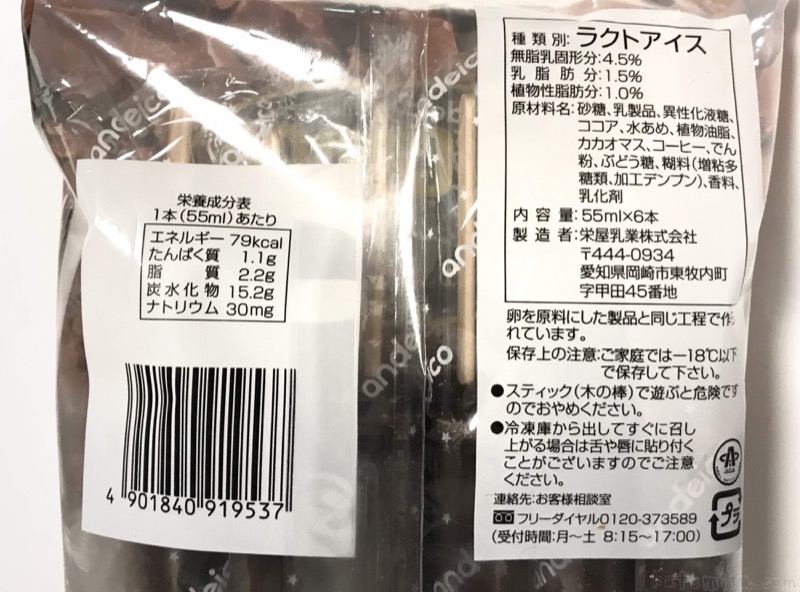 栄養成分表
1本(55ml)あたり
エネルギー 79kcal
たんぱく質 1.1g
脂質 2.2g
炭水化物 15.2g
ナトリウム 30mg
4 901840 919537
種類別:ラクトアイス
無脂乳固形分:4.5%
乳脂肪分:1.5%
植物性脂肪分:1.0%
原材料名:砂糖、乳製品、異性化液糖、
ココア、水あめ、植物油脂、
カカオマス、コーヒー、でん
粉、ぶどう糖、糊料(増粘多
糖類、加工デンプン)、香料、
乳化剤
内容量:55ml×6本
製造者:栄屋乳業株式会社
〒444-0934
愛知県岡崎市東牧内町
字甲田45番地
卵を原料にした製品と同じ工程で作ら
れています。
保存上の注意:ご家庭では−18℃以下
で保存して下さい。
●スティック(木の棒)で遊ぶと危険です
のでおやめください。
●冷凍庫から出してすぐに召し
上がる場合は舌や唇に貼り付く
ことがございますのでご注意
ください。
連絡先:お客様相談室
フリーダイヤル0120-373589
(受付時間:月〜土 8:15〜17:00)
プラ
andeico
andeico
andeico